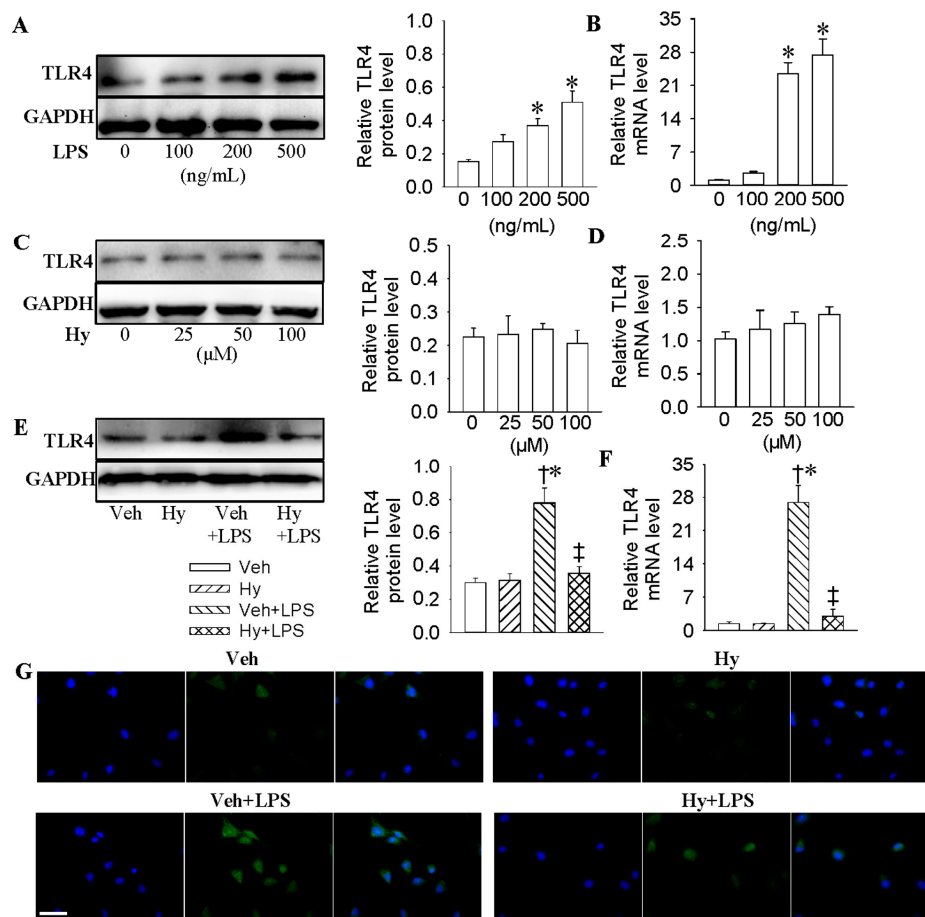 A
TLR4
GAPDH
LPS 0 100 200 500
(ng/mL)
Relative TLR4
protein level
1.0
0.8
0.6
0.4
0.2
0.0
* *
0 100 200 500
(ng/mL)
B
Relative TLR4
mRNA level
35
28
21
14
7
0
* *
0 100 200 500
(ng/mL)
C
TLR4
GAPDH
Hy 0 25 50 100
(µM)
Relative TLR4
protein level
0.5
0.4
0.3
0.2
0.1
0.0
0 25 50 100
(µM)
D
Relative TLR4
mRNA level
2.5
2.0
1.5
1.0
0.5
0.0
0 25 50 100
(µM)
E
TLR4
GAPDH
Veh Hy Veh Hy
+LPS +LPS
Veh
Hy
Veh+LPS
Hy+LPS
Relative TLR4
protein level
1.0
0.8
0.4
0.2
0.0
†*
‡
F
Relative TLR4
mRNA level
35
28
21
14
7
0
†*
‡
G
Veh Hy
Veh+LPS Hy+LPS